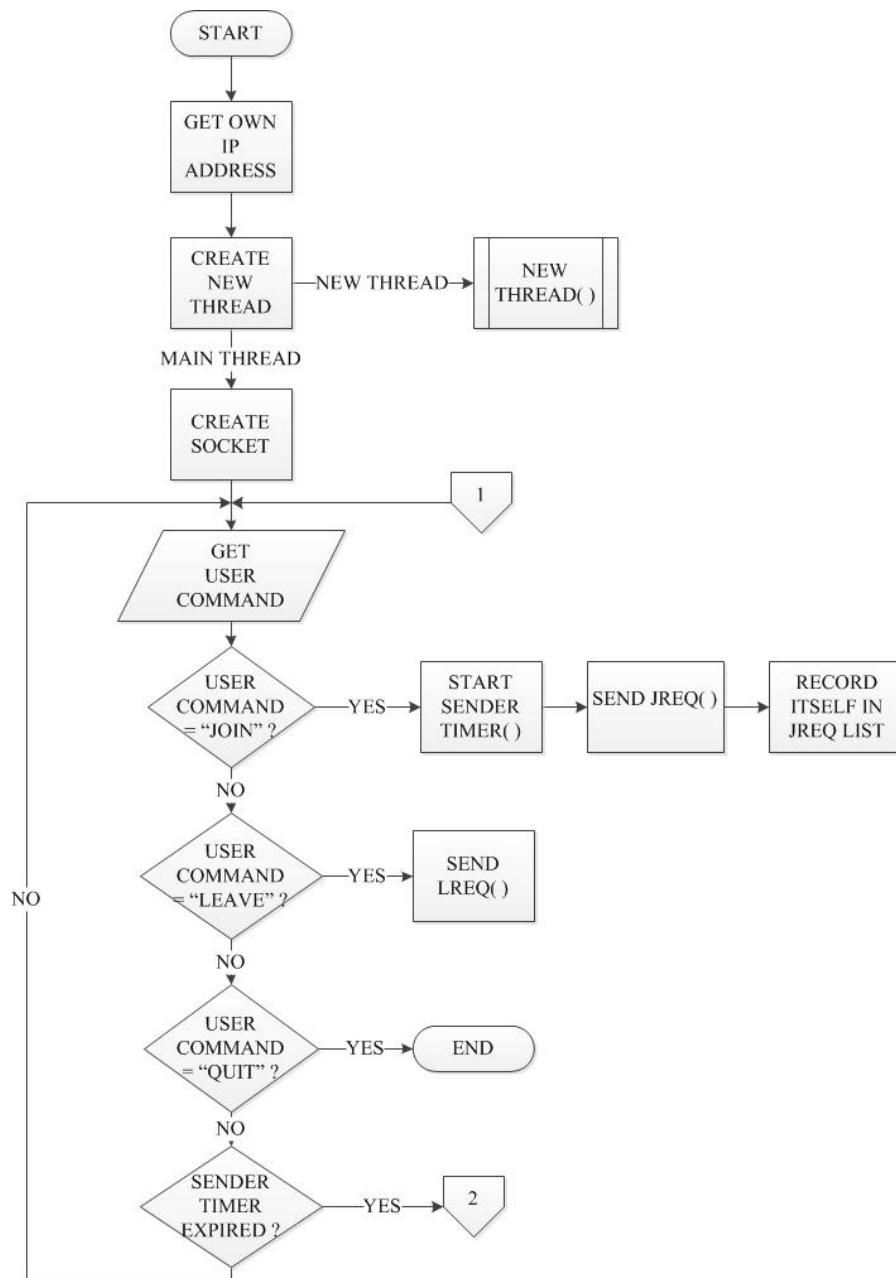 START
GET OWN
IP
ADDRESS
CREATE
NEW
THREAD
NEW THREAD
NEW
THREAD( )
MAIN THREAD
CREATE
SOCKET
1
GET
USER
COMMAND
USER
COMMAND
= “JOIN” ?
YES
START
SENDER
TIMER( )
SEND JREQ( )
RECORD
ITSELF IN
JREQ LIST
NO
USER
COMMAND
= “LEAVE” ?
YES
SEND
LREQ( )
NO
NO
USER
COMMAND
= “QUIT” ?
YES
END
NO
SENDER
TIMER
EXPIRED ?
YES
2